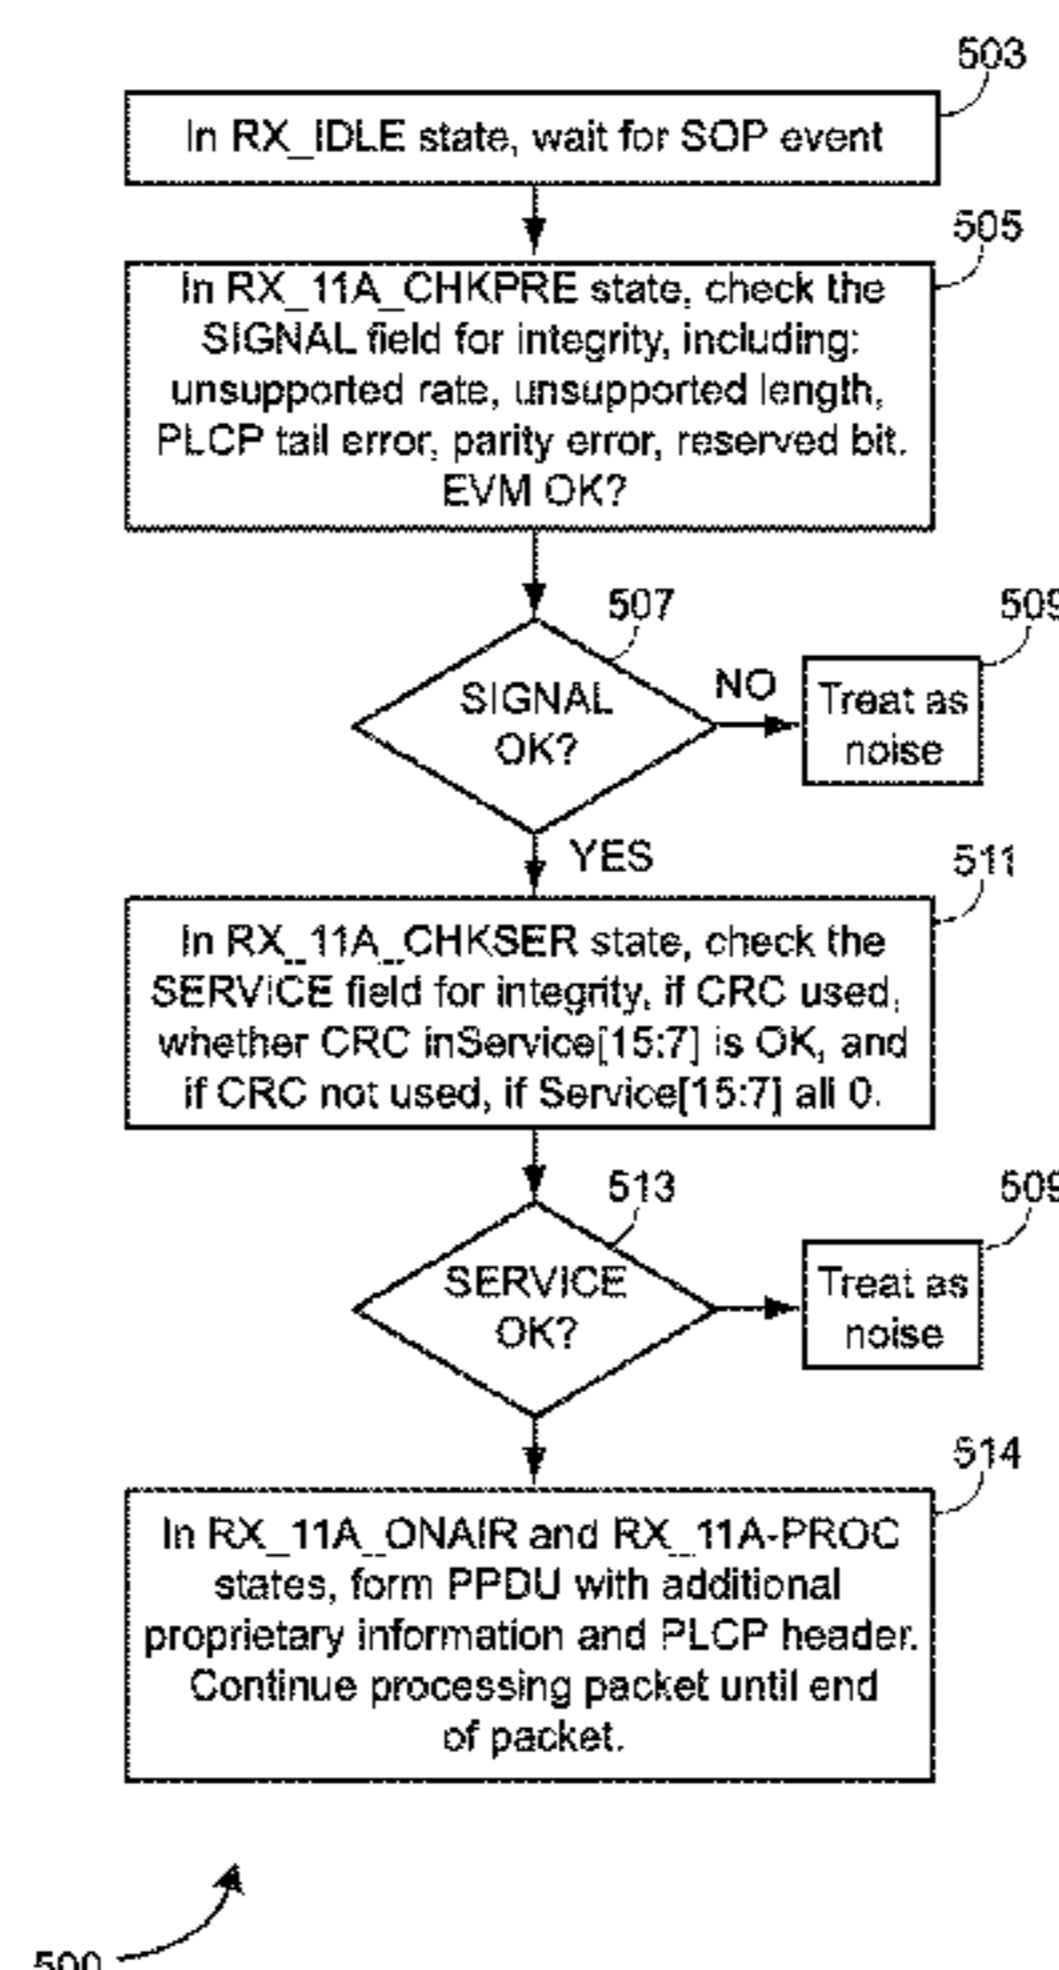 503
In RX_IDLE state, wait for SOP event
505
In RX_11A_CHKPRE state, check the
SIGNAL field for integrity, including:
unsupported rate, unsupported length,
PLCP tail error, parity error, reserved bit.
EVM OK?
507
509
SIGNAL
OK?
NO
Treat as
noise
YES
511
In RX_11A_CHKSER state, check the
SERVICE field for integrity, if CRC used,
whether CRC inService[15:7] is OK, and
if CRC not used, if Service[15:7] all 0.
513
509
SERVICE
OK?
Treat as
noise
514
In RX_11A_ONAIR and RX_11A-PROC
states, form PPDU with additional
proprietary information and PLCP header.
Continue processing packet until end
of packet.
500